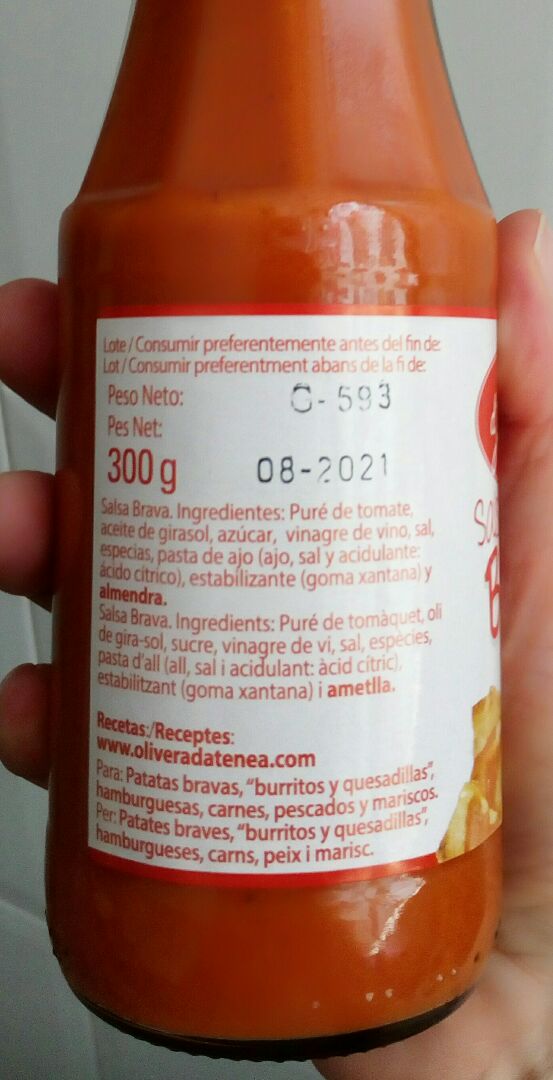 Lote / Consumir preferentemente antes del fin de:
Lot / Consumir preferentment abans de la fi de:
Peso Neto:
G-593
Pes Net:
300 g
08-2021
Salsa Brava. Ingredientes: Puré de tomate,
aceite de girasol, azúcar, vinagre de vino, sal,
especias, pasta de ajo (ajo, sal y acidulante:
ácido cítrico), estabilizante (goma xantana) y
almendra.
Salsa Brava. Ingredients: Puré de tomàquet, oli
de gira-sol, sucre, vinagre de vi, sal, espècies,
pasta d'all (all, sal i acidulant: àcid cítric),
estabilitzant (goma xantana) i ametlla.
Recetas:/Receptes:
www.oliveradatenea.com
Para: Patatas bravas, "burritos y quesadillas",
hamburguesas, carnes, pescados y mariscos.
Per: Patates braves, "burritos y quesadillas",
hamburgueses, carns, peix i marisc.